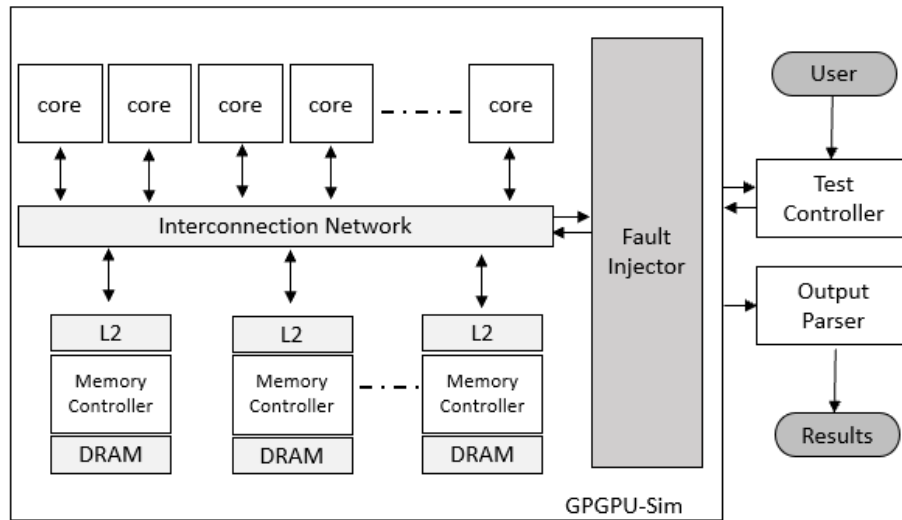 core
core
core
core
core
Interconnection Network
L2
Memory
Controller
DRAM
L2
Memory
Controller
DRAM
L2
Memory
Controller
DRAM
Fault
Injector
GPGPU-Sim
User
Test
Controller
Output
Parser
Results